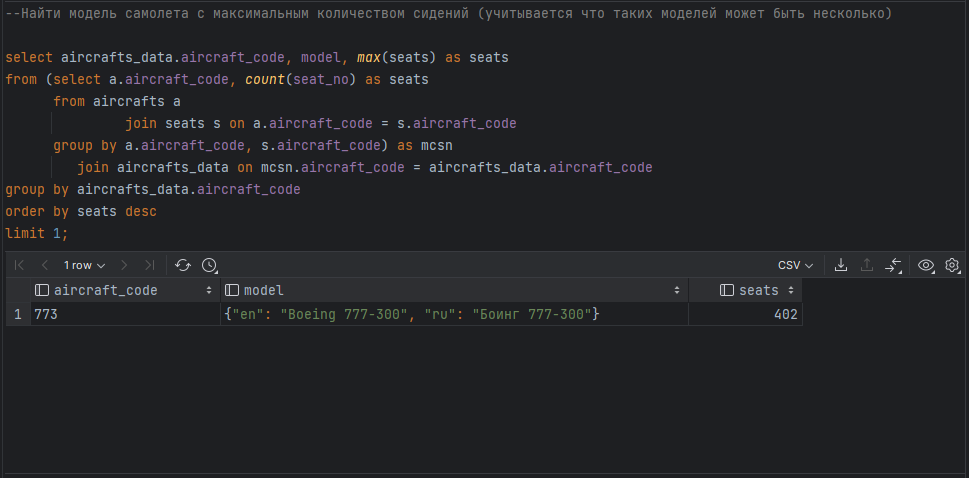 --Найти модель самолета с максимальным количеством сидений (учитывается что таких моделей может быть несколько)
select aircrafts_data.aircraft_code, model, max(seats) as seats
from (select a.aircraft_code, count(seat_no) as seats
from aircrafts a
join seats s on a.aircraft_code = s.aircraft_code
group by a.aircraft_code, s.aircraft_code) as mcsn
join aircrafts_data on mcsn.aircraft_code = aircrafts_data.aircraft_code
group by aircrafts_data.aircraft_code
order by seats desc
limit 1;
1 row CSV
aircraft_code model seats
1 773 {"en": "Boeing 777-300", "ru": "Боинг 777-300"} 402